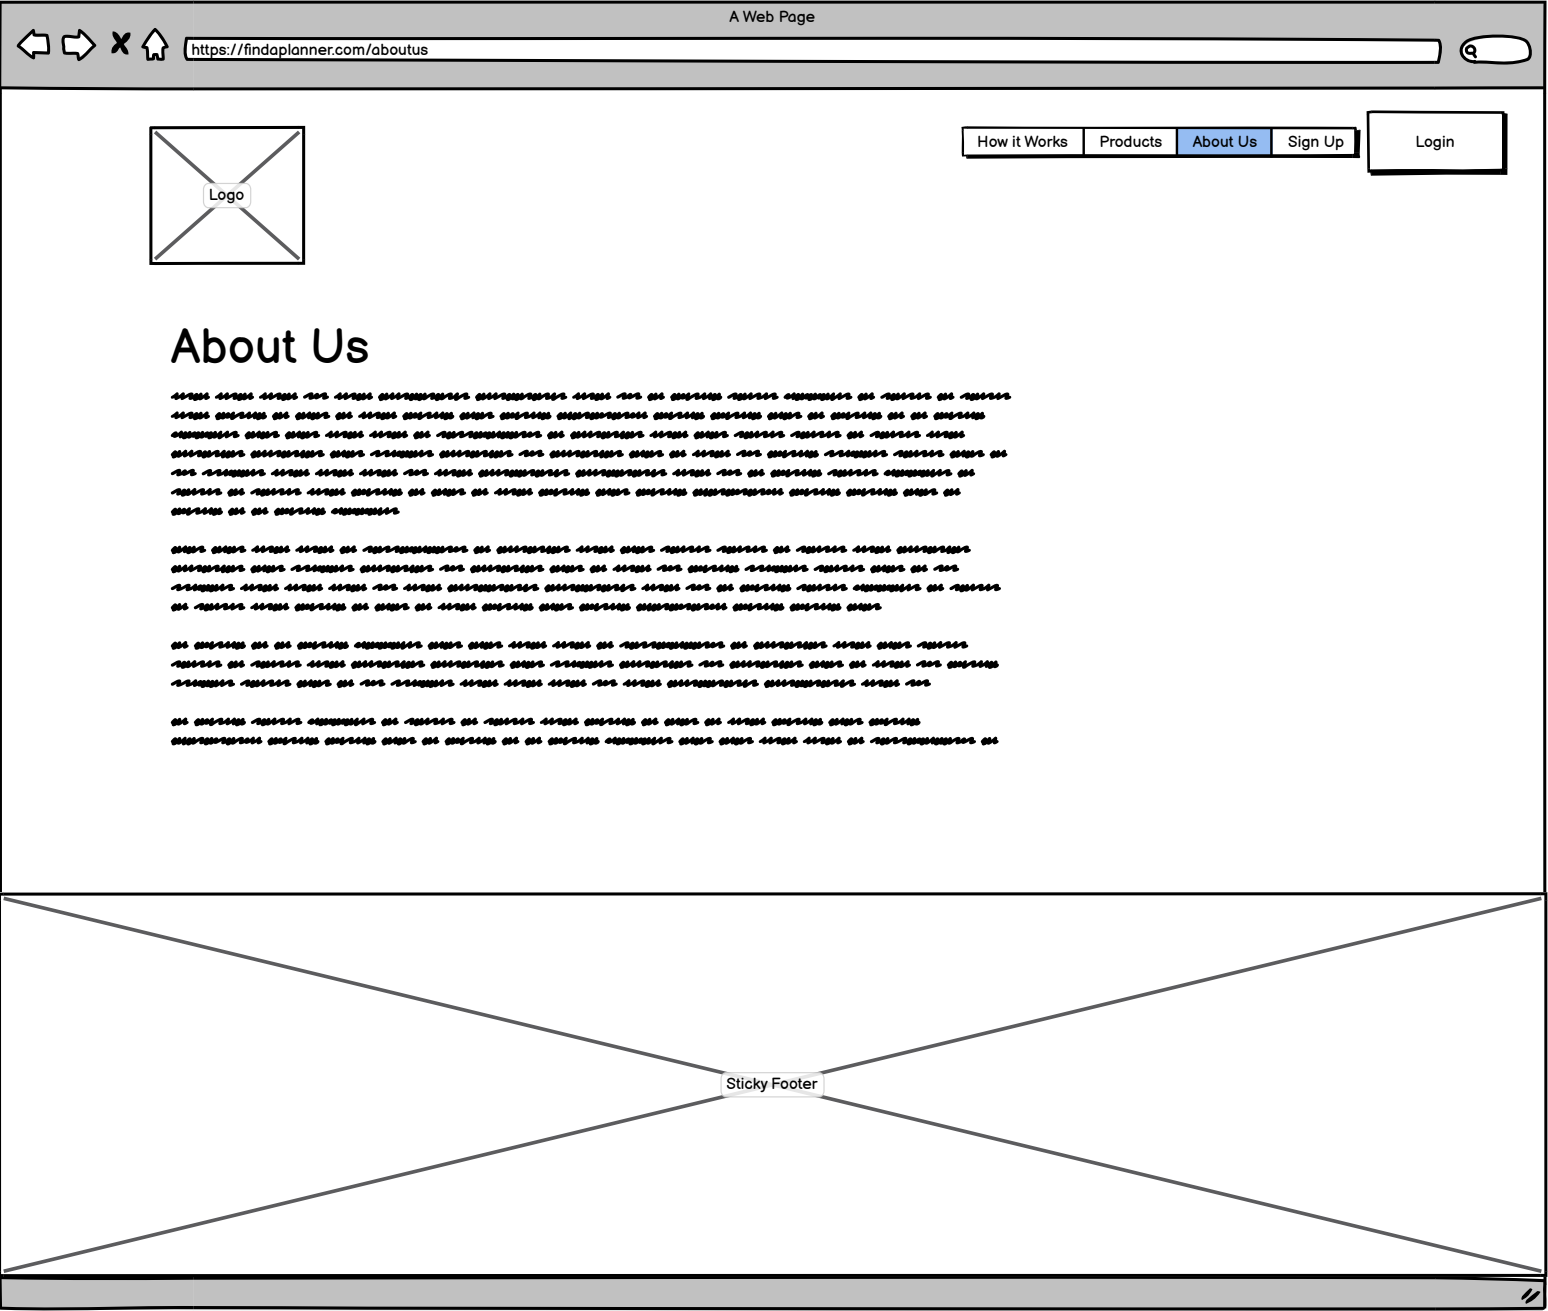 A Web Page
https://findaplanner.com/aboutus
How it Works Products About Us Sign Up Login
Logo
About Us
Sticky Footer